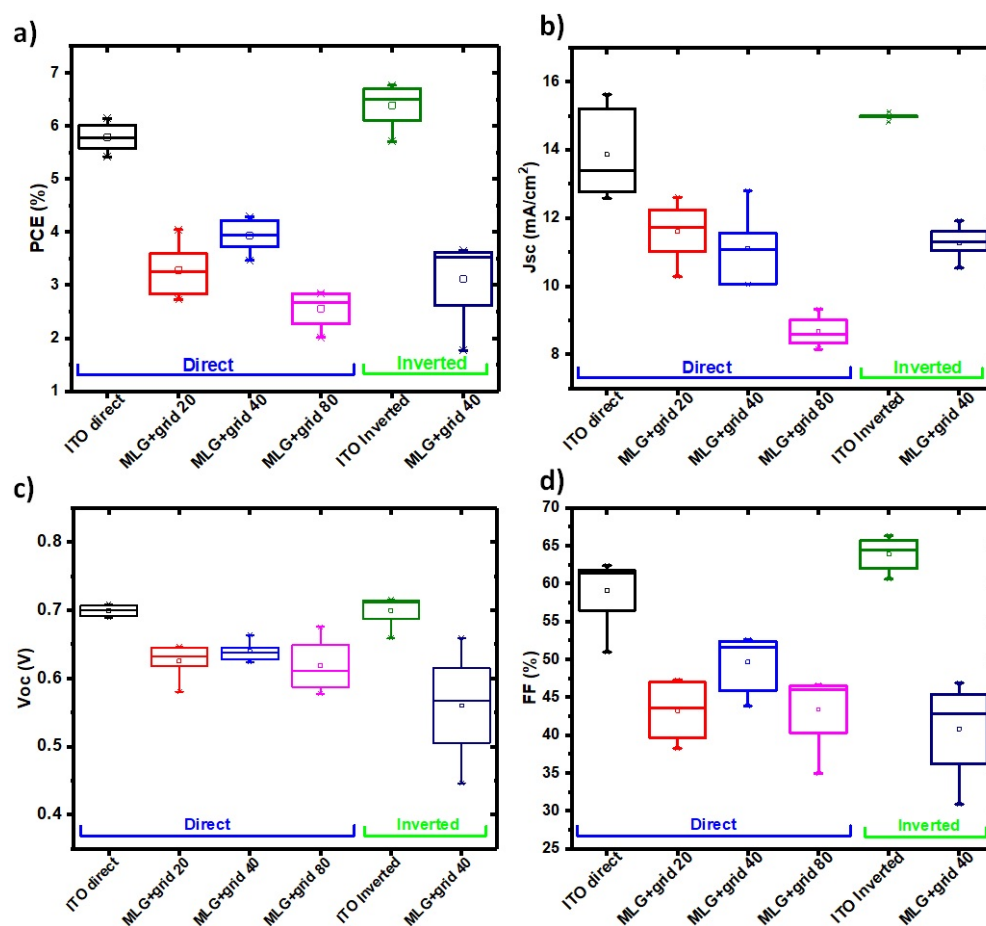 a)
PCE (%)
7
6
5
4
3
2
1
Direct
Inverted
ITO direct
MLG+grid 20
MLG+grid 40
MLG+grid 80
ITO Inverted
MLG+grid 40
b)
Jsc (mA/cm²)
16
14
12
10
8
Direct
Inverted
ITO direct
MLG+grid 20
MLG+grid 40
MLG+grid 80
ITO Inverted
MLG+grid 40
c)
Voc (V)
0.8
0.7
0.6
0.5
0.4
Direct
Inverted
ITO direct
MLG+grid 20
MLG+grid 40
MLG+grid 80
ITO Inverted
MLG+grid 40
d)
FF (%)
70
65
60
55
50
45
40
35
30
25
Direct
Inverted
ITO direct
MLG+grid 20
MLG+grid 40
MLG+grid 80
ITO Inverted
MLG+grid 40